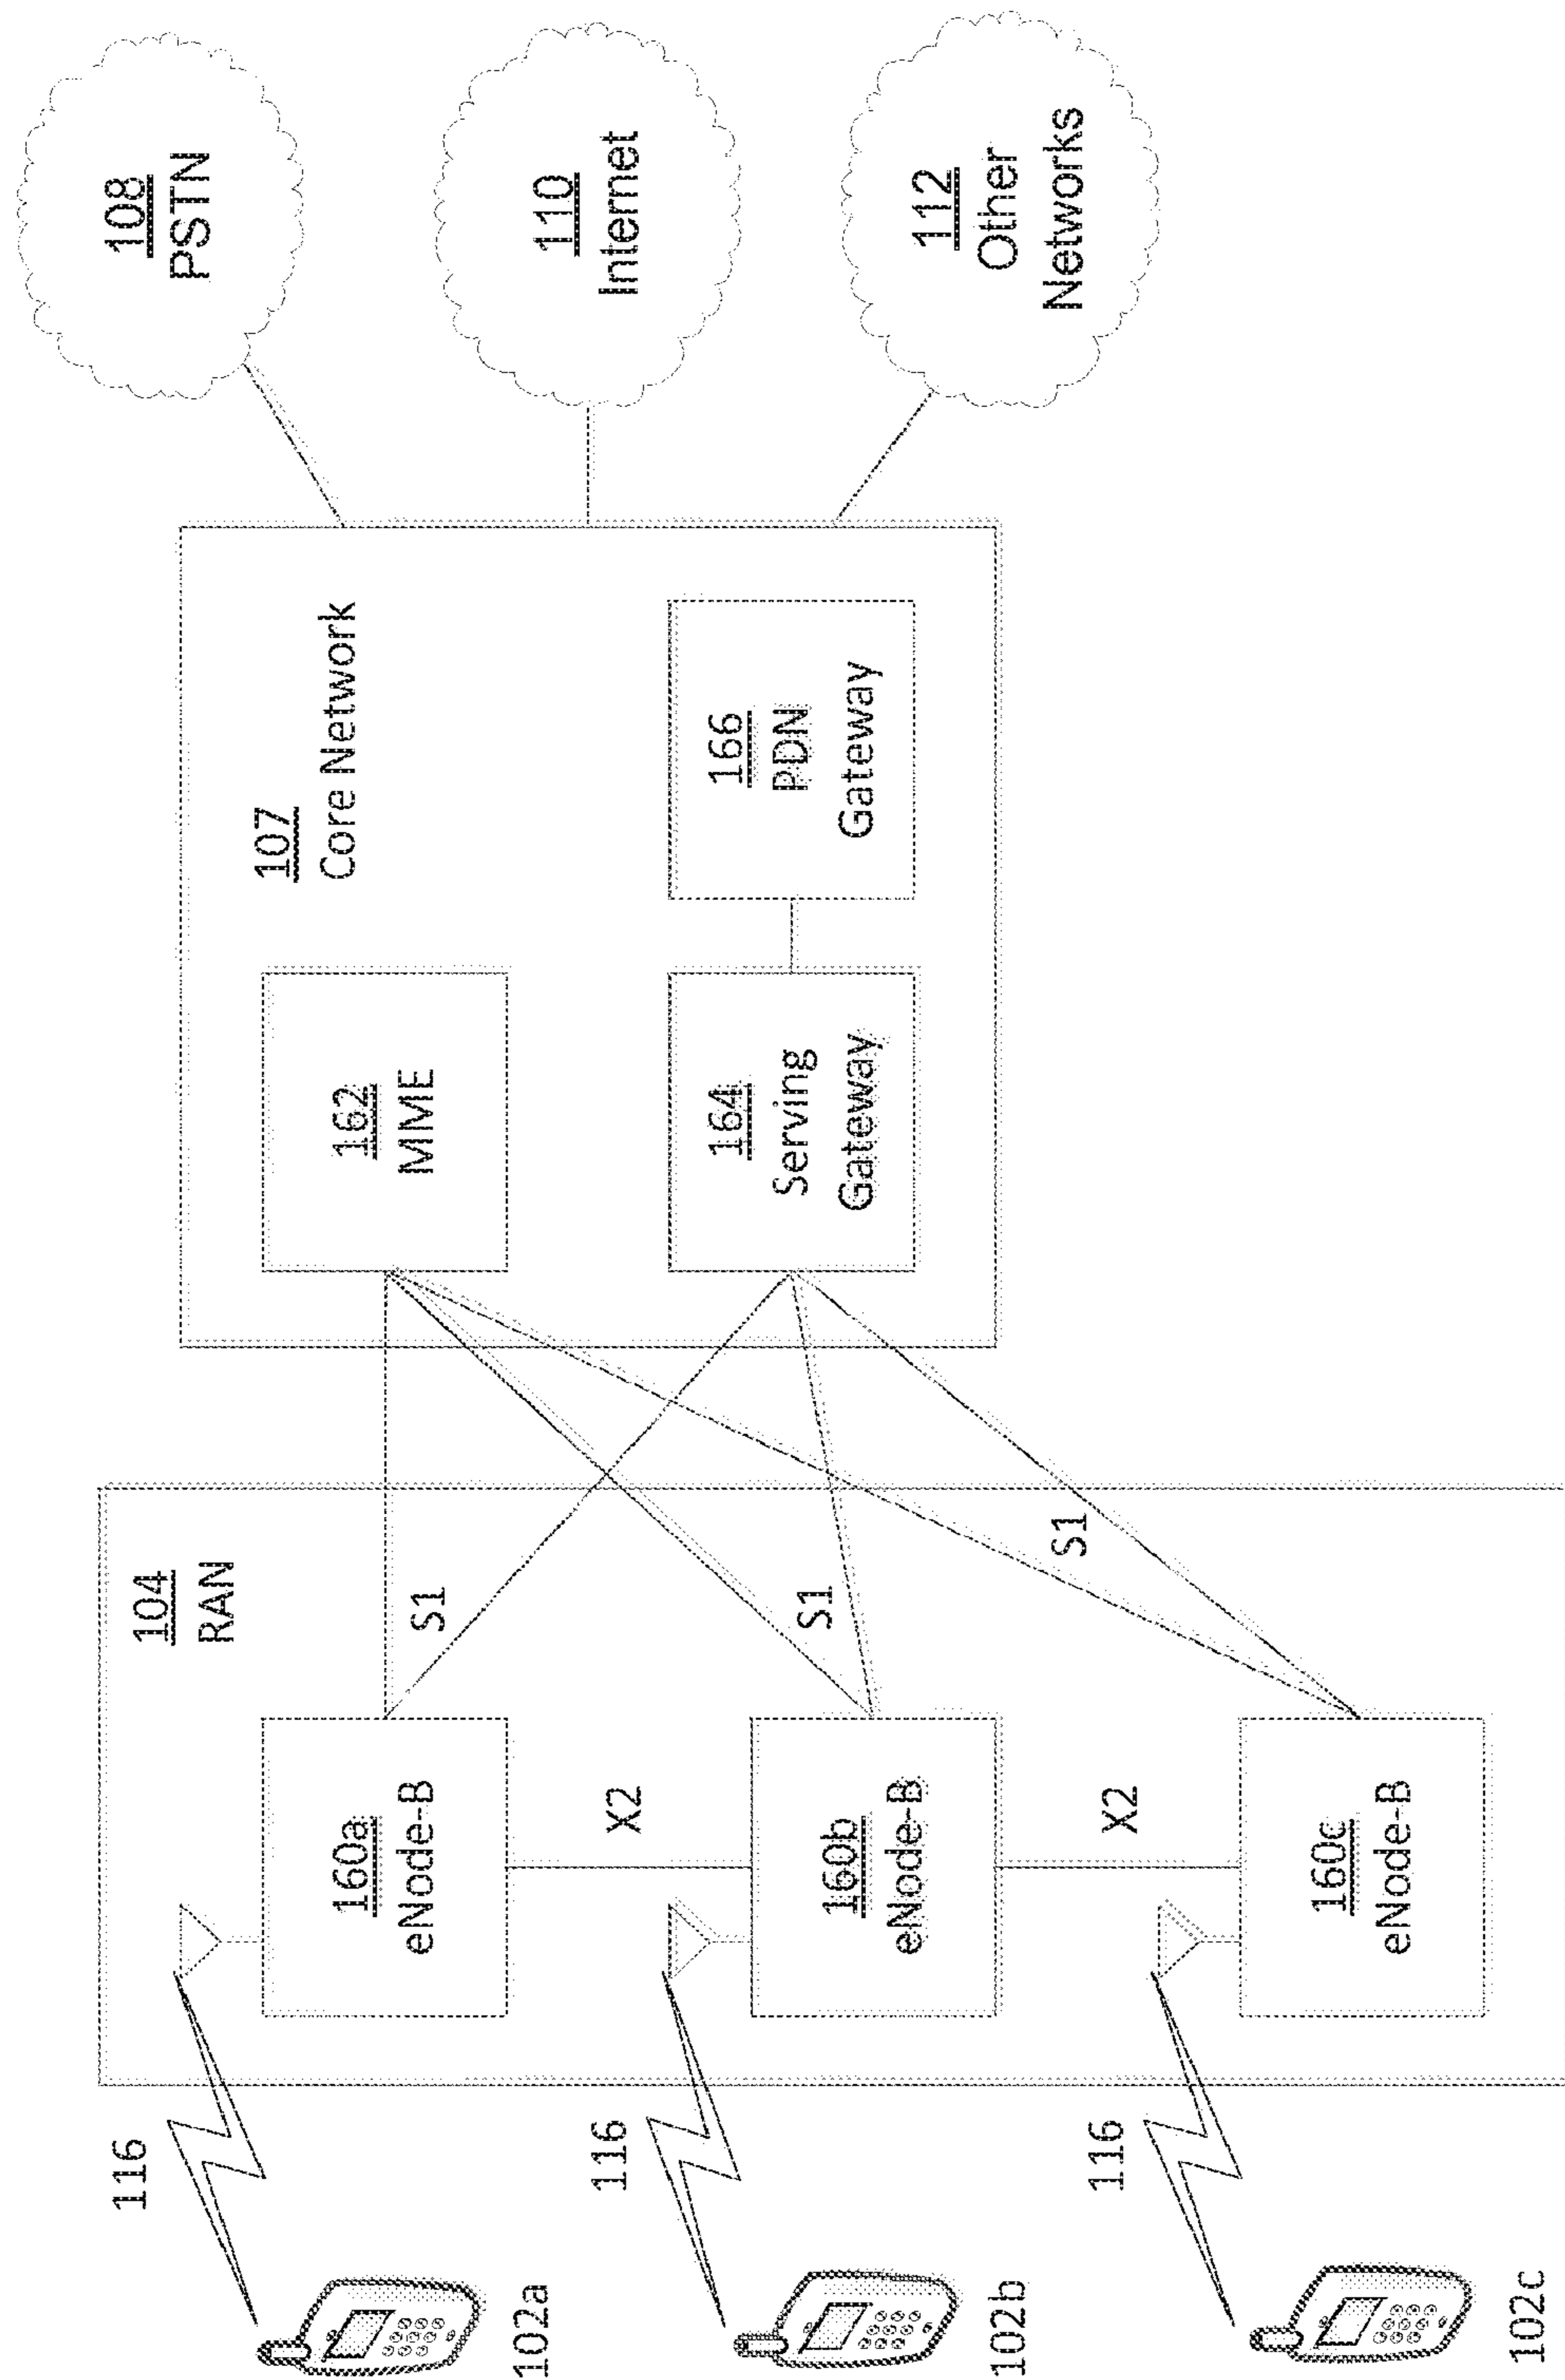 108
PSTN
110
Internet
112
Other
Networks
107
Core Network
162
MME
164
Serving
Gateway
166
PDN
Gateway
104
RAN
S1
S1
S1
160a
eNode-B
X2
160b
eNode-B
X2
160c
eNode-B
116
116
116
102a
102b
102c